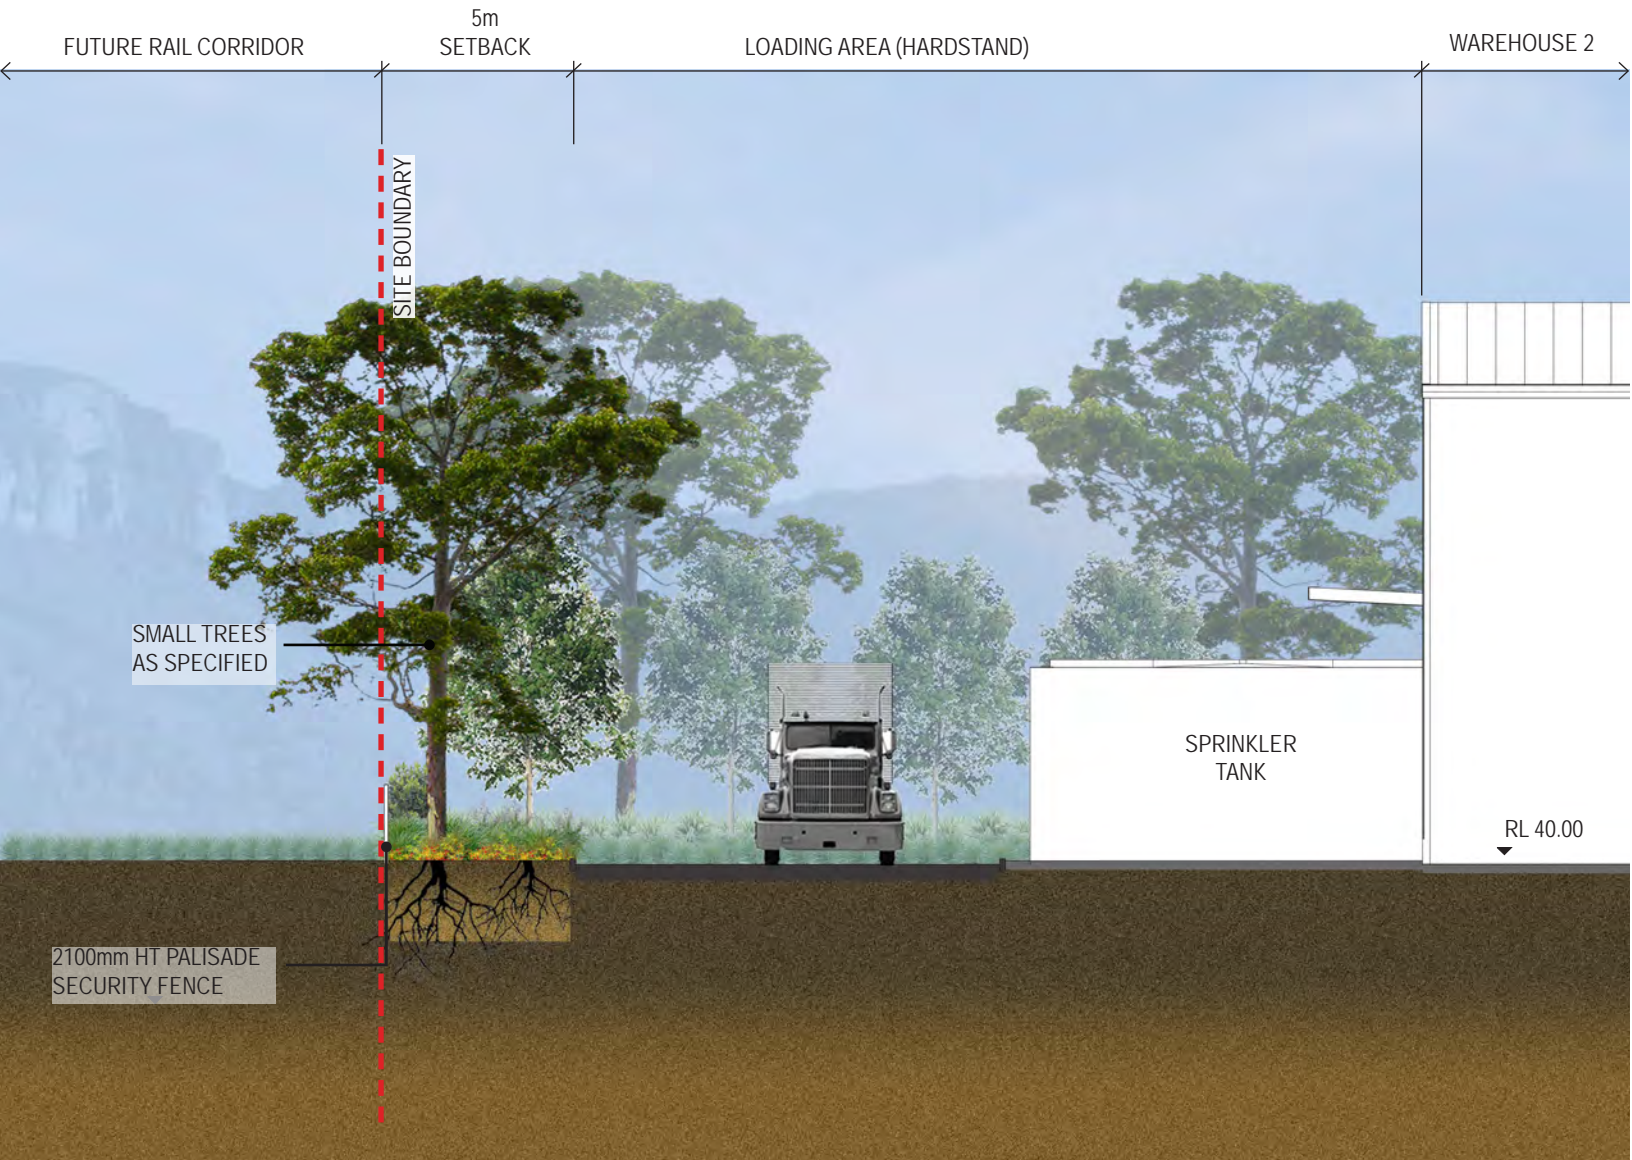 FUTURE RAIL CORRIDOR
5m
SETBACK
LOADING AREA (HARDSTAND)
WAREHOUSE 2
SITE BOUNDARY
SMALL TREES
AS SPECIFIED
SPRINKLER
TANK
RL 40.00
2100mm HT PALISADE
SECURITY FENCE